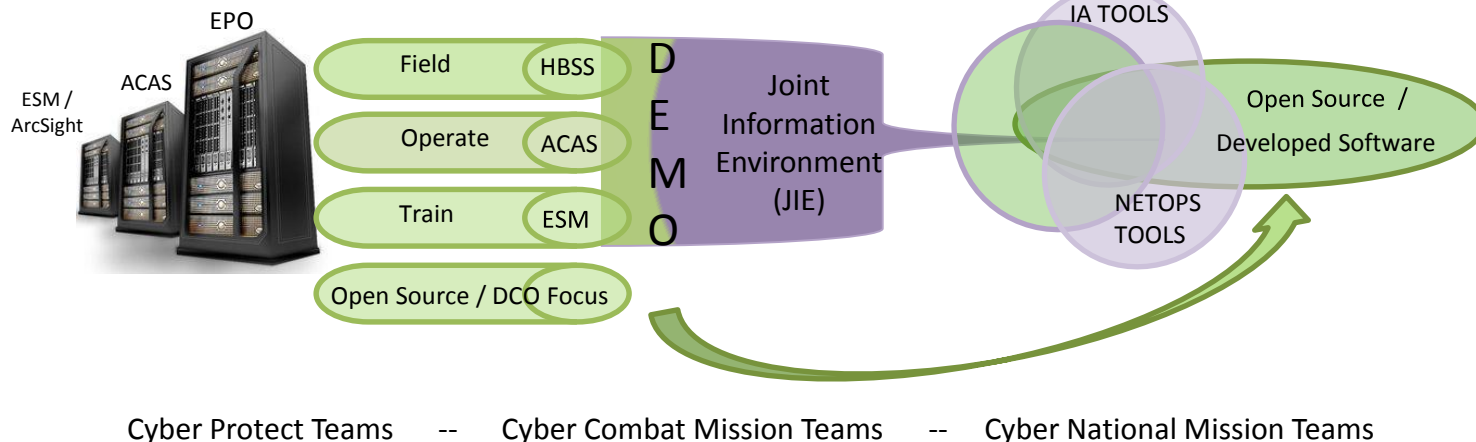 EPO
ACAS
ESM /
ArcSight
Field
HBSS
Operate
ACAS
Train
ESM
Open Source / DCO Focus
D
E
M
O
Joint
Information
Environment
(JIE)
IA TOOLS
Open Source /
Developed Software
NETOPS
TOOLS
Cyber Protect Teams -- Cyber Combat Mission Teams -- Cyber National Mission Teams